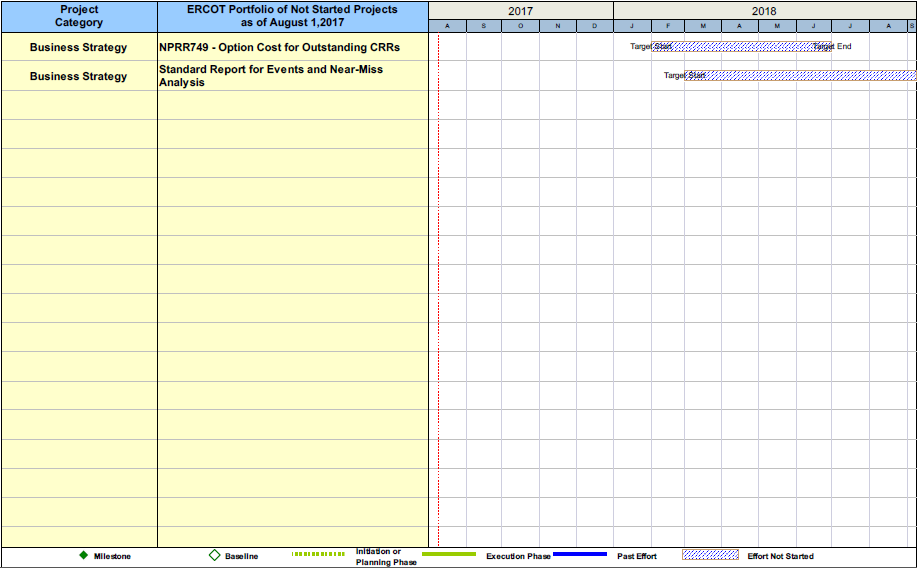 Project
Category
ERCOT Portfolio of Not Started Projects
as of August 1,2017
2017
2018
A S O N D J F M A M J J A S
Business Strategy
NPRR749 - Option Cost for Outstanding CRRs
Target Start
Target End
Business Strategy
Standard Report for Events and Near-Miss
Analysis
Target Start
Milestone
Baseline
Initiation or
Planning Phase
Execution Phase
Past Effort
Effort Not Started